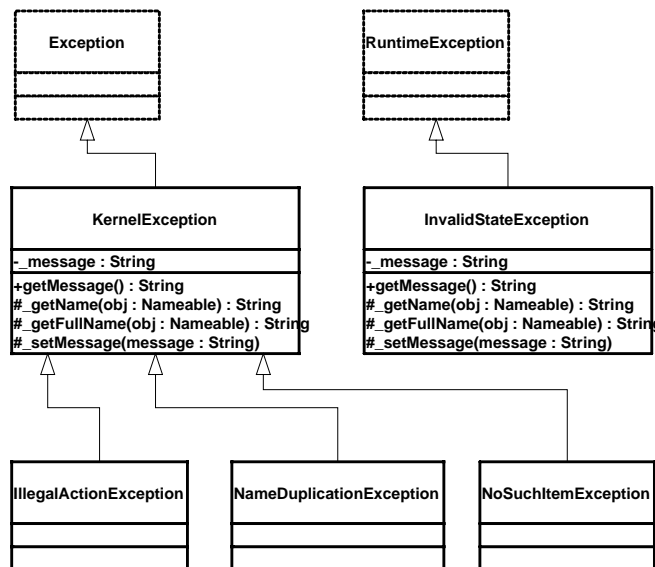 Exception
RuntimeException
KernelException
-_message : String
+getMessage() : String
#_getName(obj : Nameable) : String
#_getFullName(obj : Nameable) : String
#_setMessage(message : String)
InvalidStateException
-_message : String
+getMessage() : String
#_getName(obj : Nameable) : String
#_getFullName(obj : Nameable) : String
#_setMessage(message : String)
IllegalActionException
NameDuplicationException
NoSuchItemException